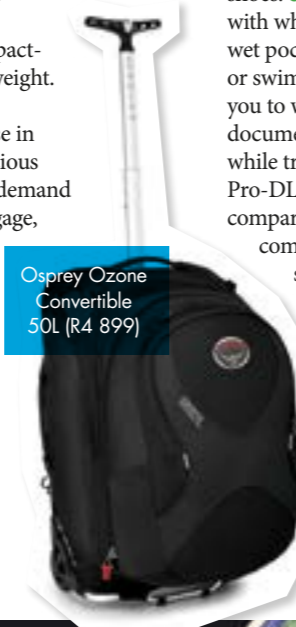 pact-
weight.
e in
ious
demand
gage,
Osprey Ozone
Convertible
50L (R4 899)
with wh
wet poc
or swim
you to w
docume
while tr
Pro-DL
compar
com
s